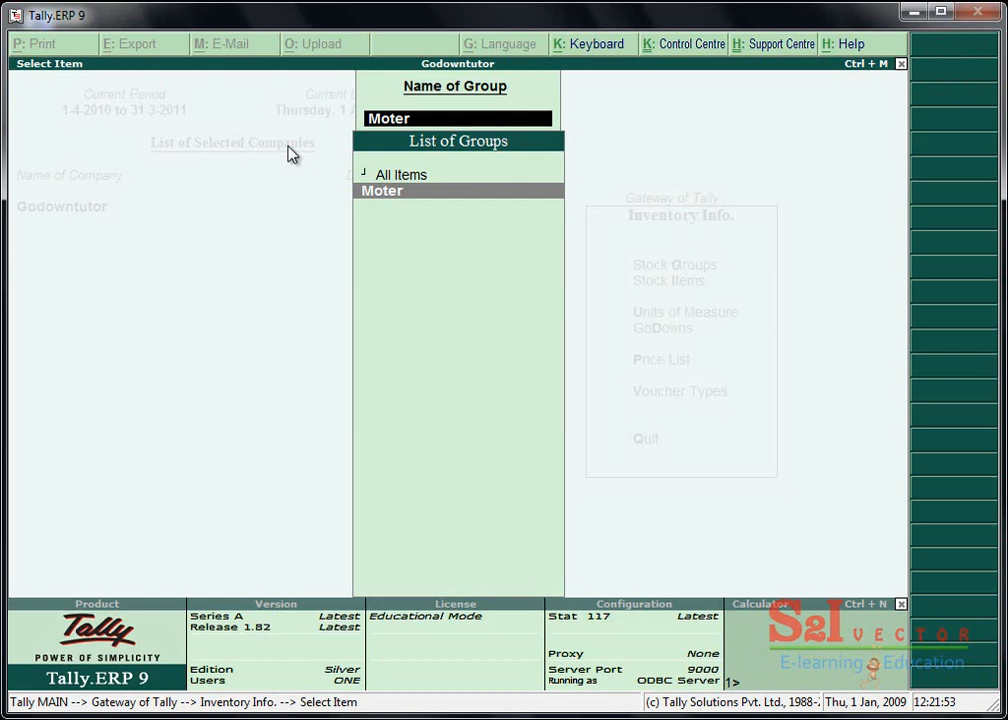 Tally.ERP 9
P: Print E: Export M: E-Mail O: Upload G: Language K: Keyboard K: Control Centre H: Support Centre H: Help
Select Item Godowntutor Ctrl + M
Current Period
1-4-2010 to 31-3-2011 Thursday, 1
List of Selected Companies
Name of Company
Godowntutor
Name of Group
Moter
List of Groups
All Items
Moter
Gateway of Tally
Inventory Info.
Stock Groups
Stock Items
Units of Measure
GoDowns
Price List
Voucher Types
Quit
Product Version License Configuration Calculator Ctrl + N
Tally
POWER OF SIMPLICITY
Tally.ERP 9
Series A Latest
Release 1.82 Latest
Edition Silver
Users ONE
Educational Mode
Stat 117 Latest
Proxy None
Server Port 9000
Running as ODBC Server
1>
S2I VECTOR
E-learning Education
Tally MAIN --> Gateway of Tally --> Inventory Info. --> Select Item (c) Tally Solutions Pvt. Ltd., 1988-2 Thu, 1 Jan, 2009 12:21:53